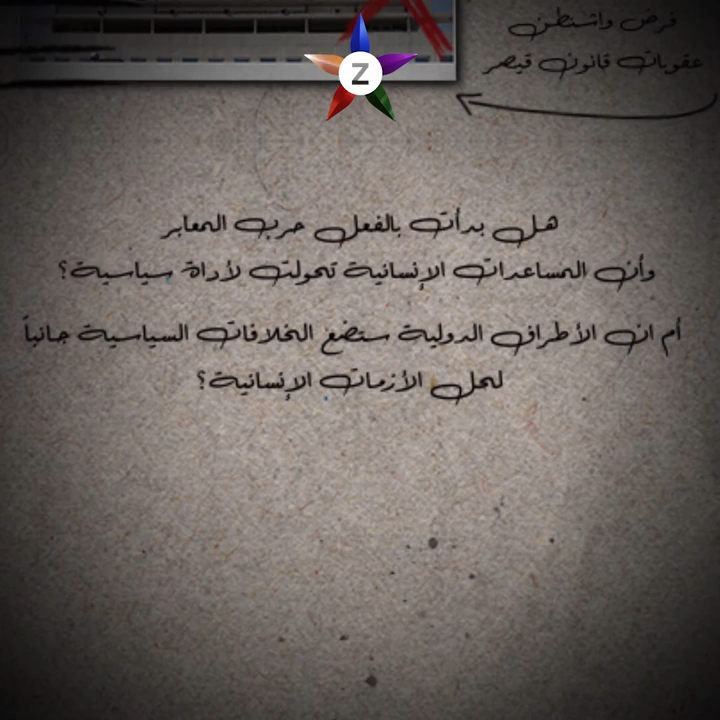 فرض واشنطن
عقوبات قانون قيصر
Z
هل بدأت بالفعل حرب المعابر
وأن المساعدات الإنسانية تحولت لأداة سياسية؟
أم ان الأطراف الدولية ستضع الخلافات السياسية جانباً
لحل الأزمات الإنسانية؟